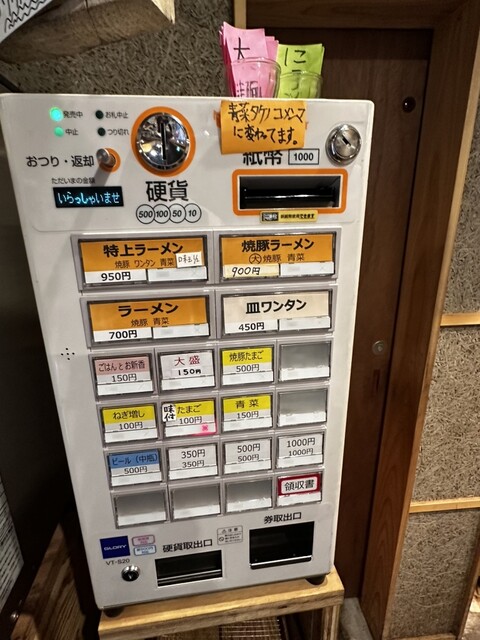 大
に
発売中
お札中止
中止
つり切れ
青菜ダカラ コメンマ
に変ねてます。
おつり・返却
硬貨
紙幣 1000
ただいまの金額
いらっしゃいませ
500 100 50 10
特上ラーメン
焼豚 ワンタン 青菜
950円
焼豚ラーメン
大 焼豚 青菜
900円
ラーメン
焼豚 青菜
700円
皿ワンタン
450円
ごはんとお新香
150円
大盛
150円
焼豚たまご
500円
ねぎ増し
100円
味付たまご
100円
青菜
150円
ビール(中瓶)
500円
350円
350円
500円
500円
1000円
1000円
領収書
GLORY
VT-S20
硬貨取出口
券取出口